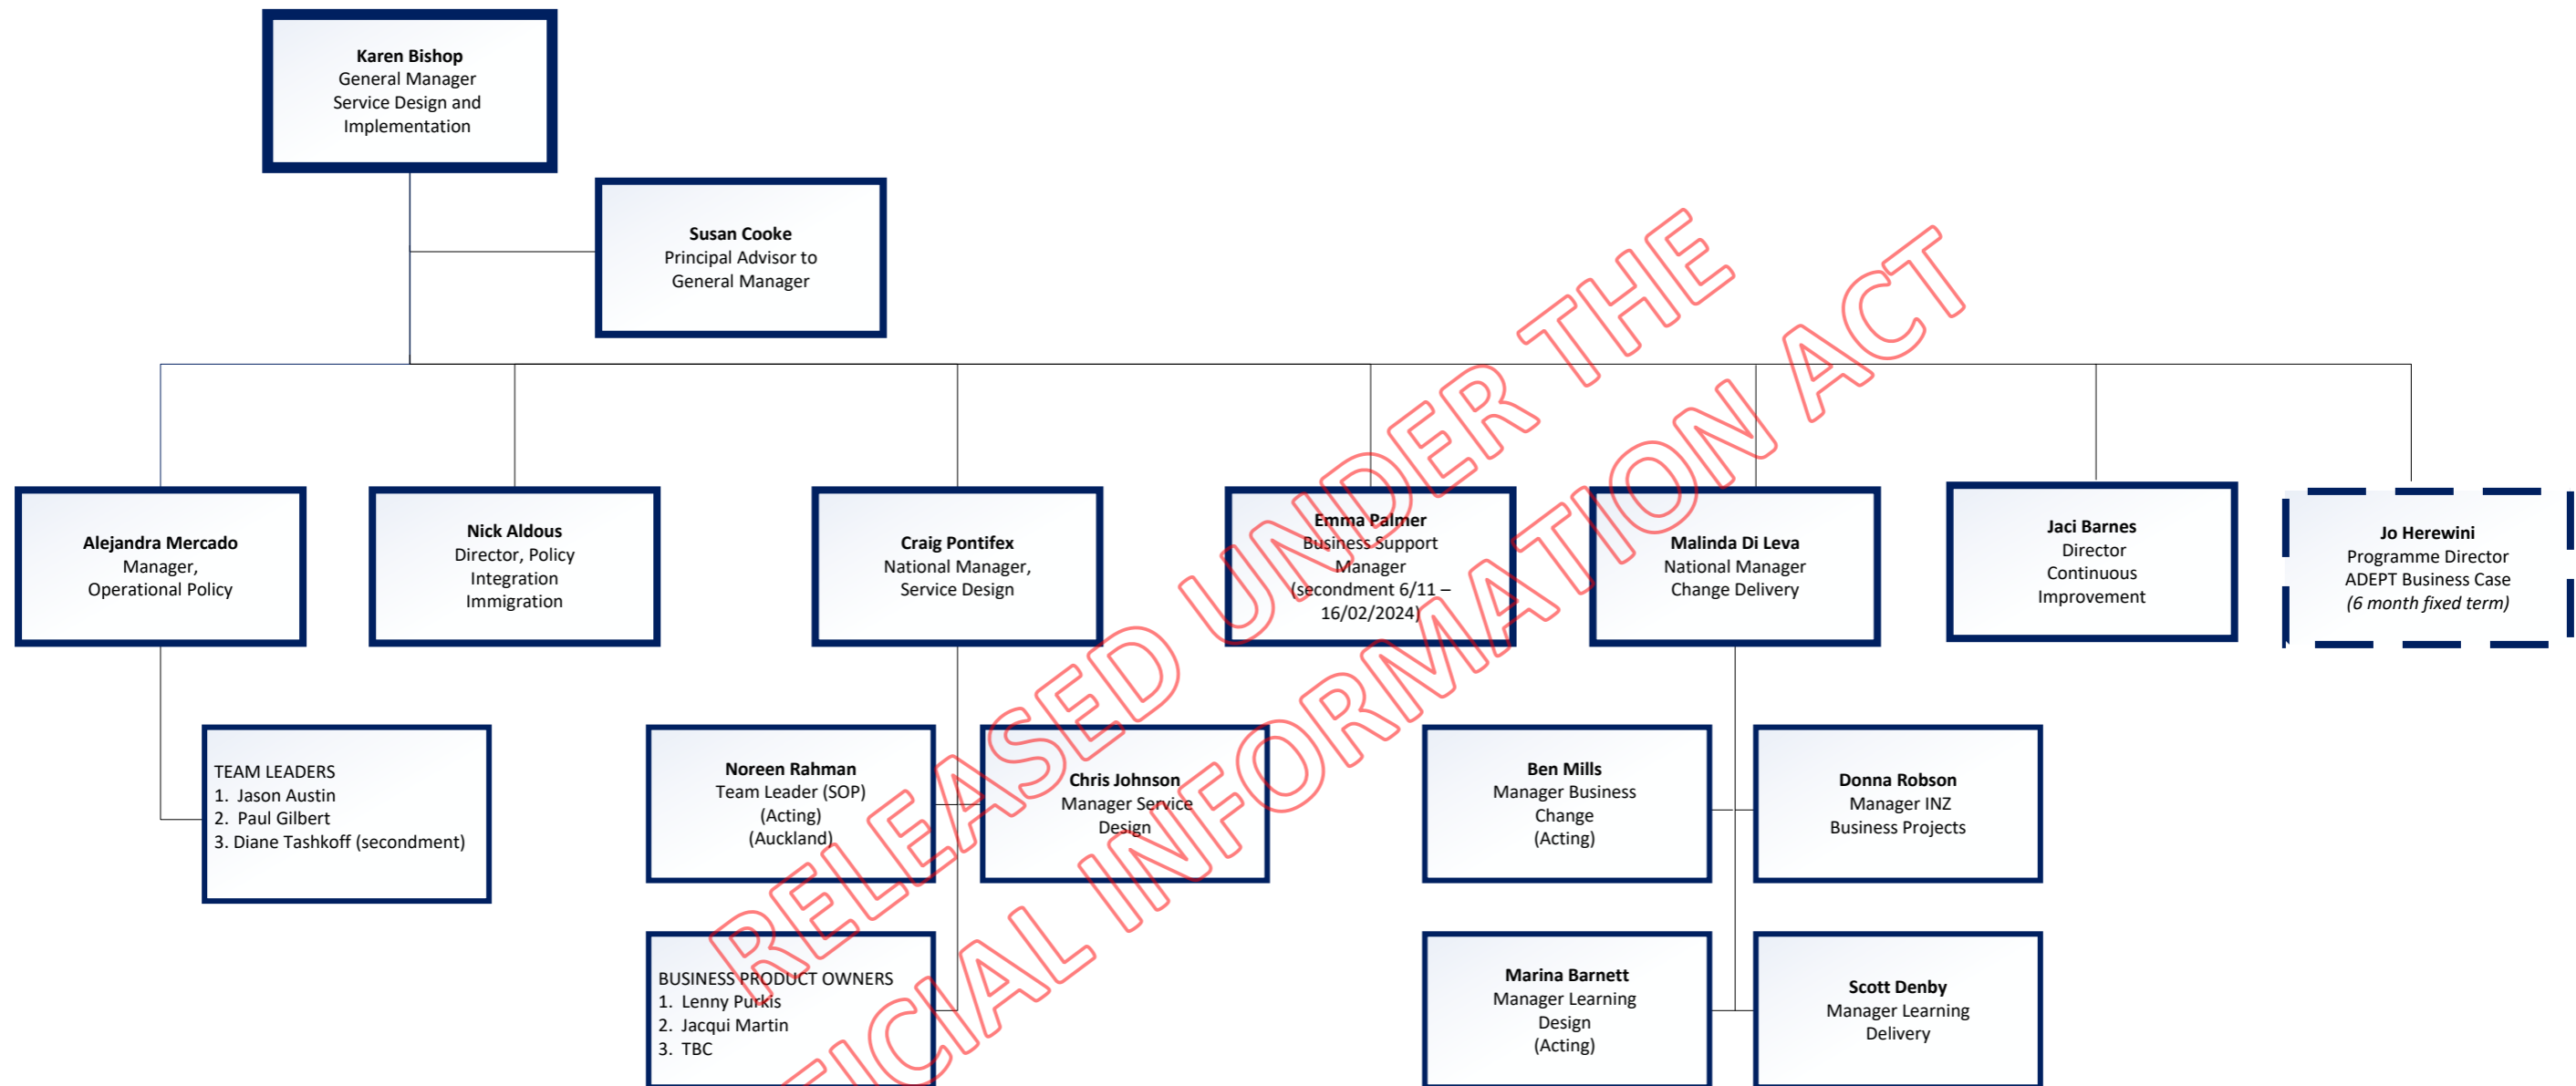 Karen Bishop
General Manager
Service Design and
Implementation
Susan Cooke
Principal Advisor to
General Manager
Alejandra Mercado
Manager,
Operational Policy
Nick Aldous
Director, Policy
Integration
Immigration
Craig Pontifex
National Manager,
Service Design
Emma Palmer
Business Support
Manager
(secondment 6/11 –
16/02/2024)
Malinda Di Leva
National Manager
Change Delivery
Jaci Barnes
Director
Continuous
Improvement
Jo Herewini
Programme Director
ADEPT Business Case
(6 month fixed term)
TEAM LEADERS
1. Jason Austin
2. Paul Gilbert
3. Diane Tashkoff (secondment)
Noreen Rahman
Team Leader (SOP)
(Acting)
(Auckland)
Chris Johnson
Manager Service
Design
Ben Mills
Manager Business
Change
(Acting)
Donna Robson
Manager INZ
Business Projects
BUSINESS PRODUCT OWNERS
1. Lenny Purkis
2. Jacqui Martin
3. TBC
Marina Barnett
Manager Learning
Design
(Acting)
Scott Denby
Manager Learning
Delivery
RELEASED UNDER THE
INFORMATION ACT